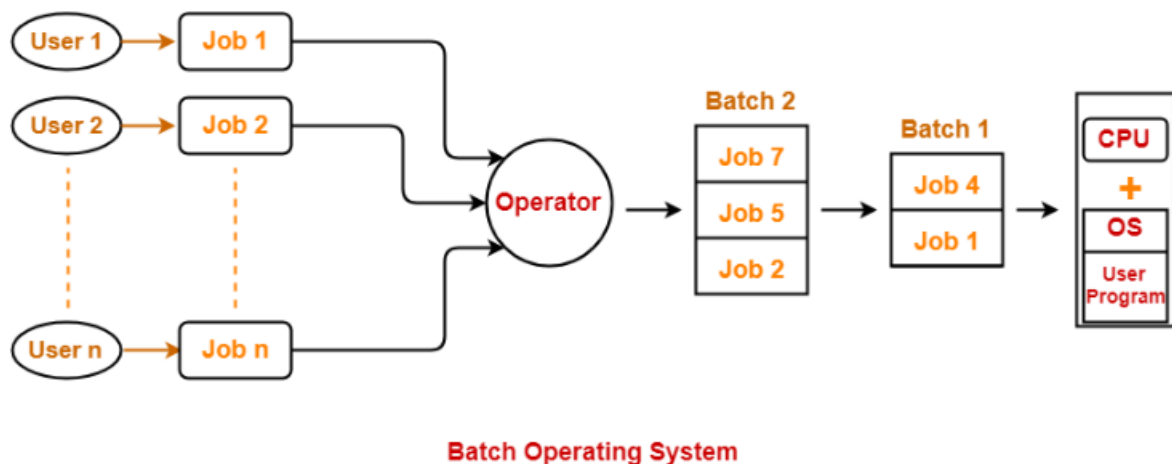 User 1
Job 1
User 2
Job 2
User n
Job n
Operator
Batch 2
Job 7
Job 5
Job 2
Batch 1
Job 4
Job 1
CPU
+
OS
User
Program
Batch Operating System